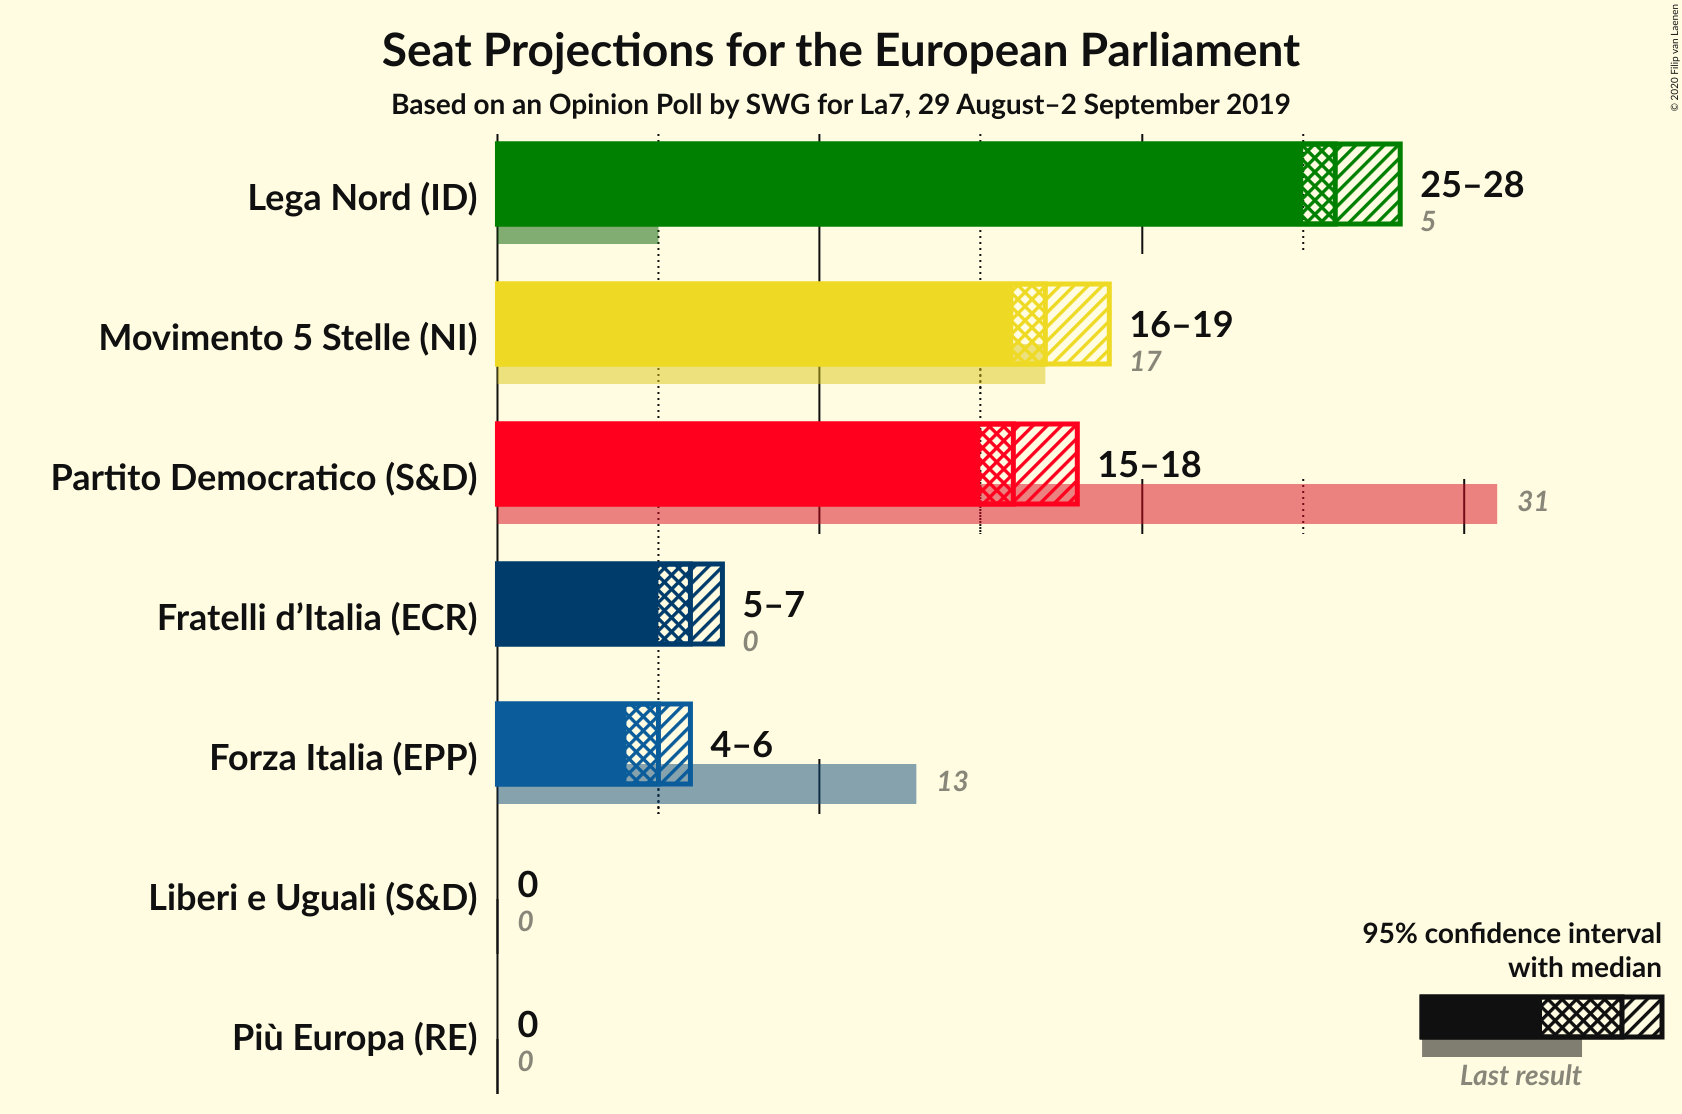 Seat Projections for the European Parliament
Based on an Opinion Poll by SWG for La7, 29 August–2 September 2019
© 2020 Filip van Laenen
Lega Nord (ID)
25–28
5
Movimento 5 Stelle (NI)
16–19
17
Partito Democratico (S&D)
15–18
31
Fratelli d’Italia (ECR)
5–7
0
Forza Italia (EPP)
4–6
13
Liberi e Uguali (S&D)
0
0
Più Europa (RE)
0
0
95% confidence interval
with median
Last result